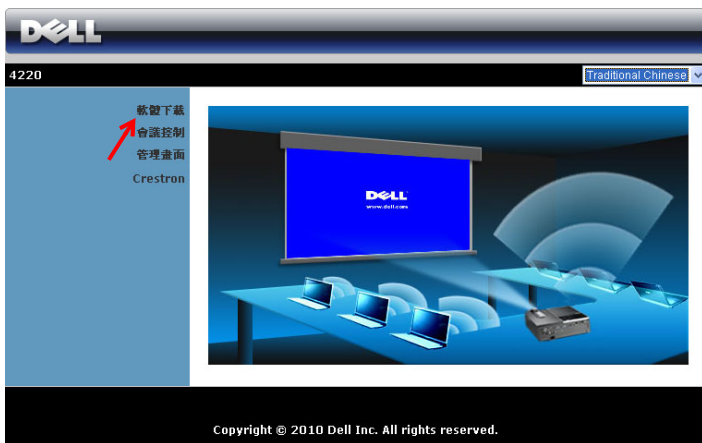 DELL
4220
Traditional Chinese
軟體下載
會議控制
管理畫面
Crestron
DELL
www.dell.com
Copyright © 2010 Dell Inc. All rights reserved.